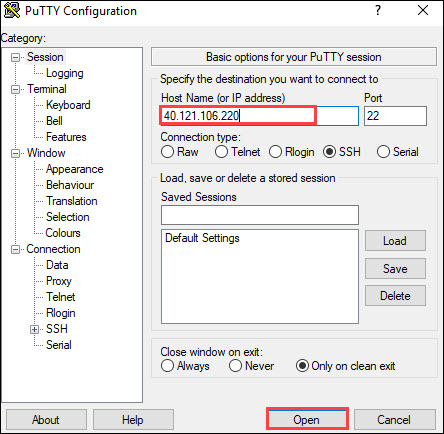 PuTTY Configuration
Category:
Session
Logging
Terminal
Keyboard
Bell
Features
Window
Appearance
Behaviour
Translation
Selection
Colours
Connection
Data
Proxy
Telnet
Rlogin
SSH
Serial
Basic options for your PuTTY session
Specify the destination you want to connect to
Host Name (or IP address) Port
40.121.106.220 22
Connection type:
Raw Telnet Rlogin SSH Serial
Load, save or delete a stored session
Saved Sessions
Default Settings
Load
Save
Delete
Close window on exit:
Always Never Only on clean exit
About Help Open Cancel